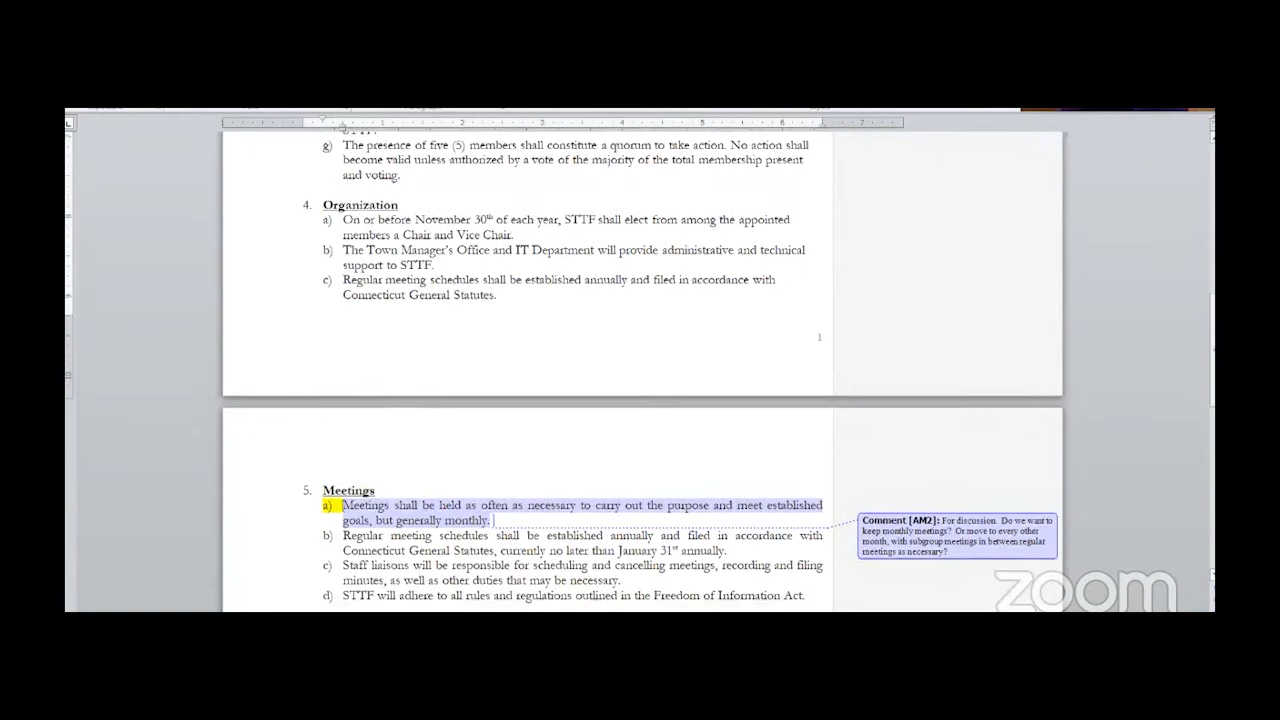 1 2 3 4 5 6 7
g) The presence of five (5) members shall constitute a quorum to take action. No action shall
become valid unless authorized by a vote of the majority of the total membership present
and voting.
4. Organization
a) On or before November 30th of each year, STTF shall elect from among the appointed
members a Chair and Vice Chair.
b) The Town Manager's Office and IT Department will provide administrative and technical
support to STTF.
c) Regular meeting schedules shall be established annually and filed in accordance with
Connecticut General Statutes.
1
5. Meetings
a) Meetings shall be held as often as necessary to carry out the purpose and meet established
goals, but generally monthly.
b) Regular meeting schedules shall be established annually and filed in accordance with
Connecticut General Statutes, currently no later than January 31st annually.
c) Staff liaisons will be responsible for scheduling and cancelling meetings, recording and filing
minutes, as well as other duties that may be necessary.
d) STTF will adhere to all rules and regulations outlined in the Freedom of Information Act.
Comment [AM2]: For discussion. Do we want to
keep monthly meetings? Or move to every other
month, with subgroup meetings in between regular
meetings as necessary?
zoom